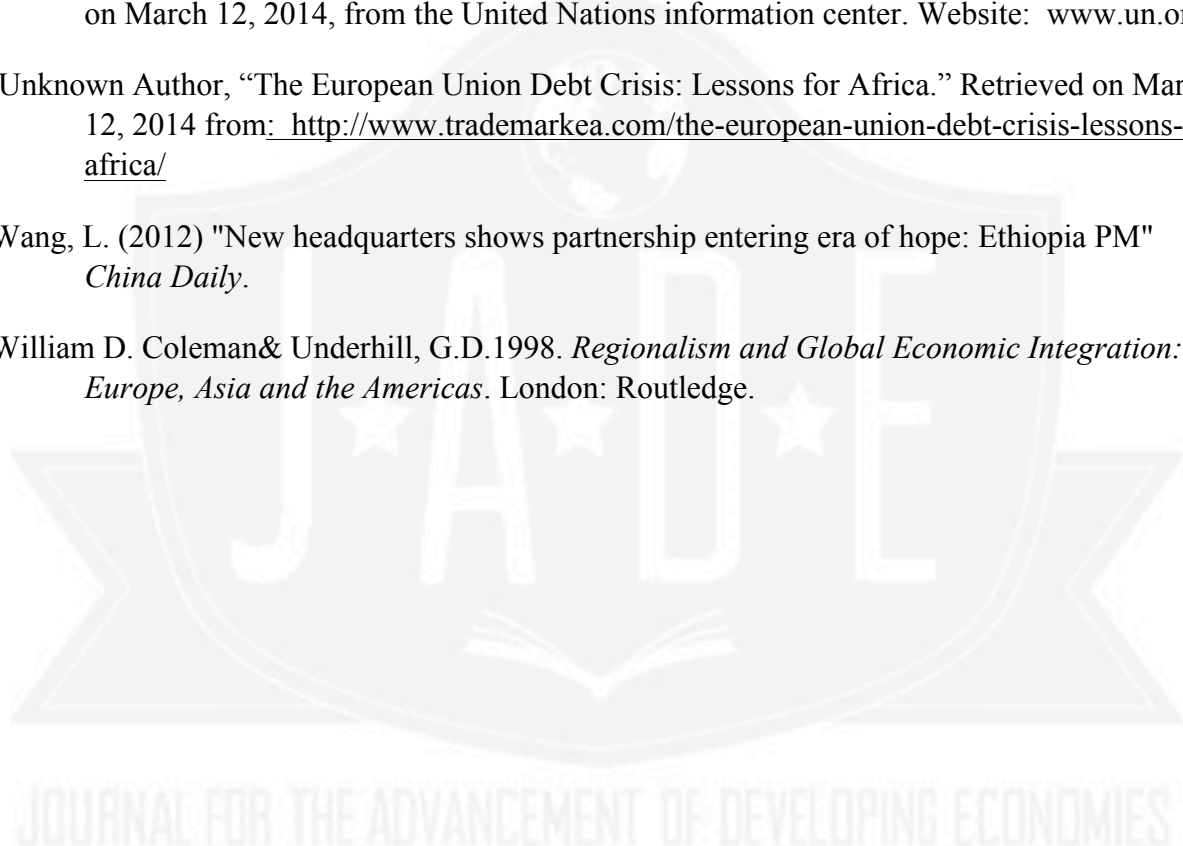 on March 12, 2014, from the United Nations information center. Website: www.un.or
Unknown Author, “The European Union Debt Crisis: Lessons for Africa.” Retrieved on Mar
12, 2014 from: http://www.trademarkea.com/the-european-union-debt-crisis-lessons-
africa/
Wang, L. (2012) "New headquarters shows partnership entering era of hope: Ethiopia PM"
China Daily.
William D. Coleman& Underhill, G.D.1998. Regionalism and Global Economic Integration:
Europe, Asia and the Americas. London: Routledge.
JADE
JOURNAL FOR THE ADVANCEMENT OF DEVELOPING ECONOMIES